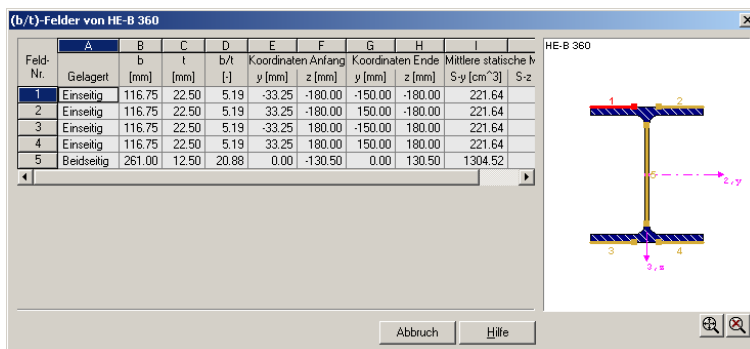 (b/t)-Felder von HE-B 360
A B C D E F G H I
Feld- b t b/t Koordinaten Anfang Koordinaten Ende Mittlere statische M
Nr. Gelagert [mm] [mm] [-] y [mm] z [mm] y [mm] z [mm] S-y [cm^3] S-z
1 Einseitig 116.75 22.50 5.19 -33.25 -180.00 -150.00 -180.00 221.64
2 Einseitig 116.75 22.50 5.19 33.25 -180.00 150.00 -180.00 221.64
3 Einseitig 116.75 22.50 5.19 -33.25 180.00 -150.00 180.00 221.64
4 Einseitig 116.75 22.50 5.19 33.25 180.00 150.00 180.00 221.64
5 Beidseitig 261.00 12.50 20.88 0.00 -130.50 0.00 130.50 1304.52
HE-B 360
1 2
5
2,y
3 4
3,z
Abbruch Hilfe